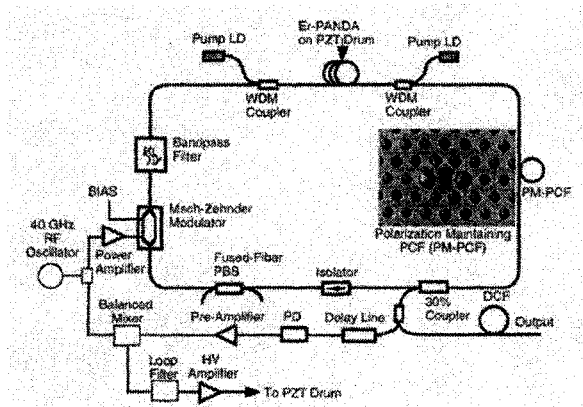 Er-PANDA
on PZT Drum
Pump LD
Pump LD
WDM
Coupler
WDM
Coupler
Bandpass
Filter
PM-PCF
BIAS
Mach-Zehnder
Modulator
40 GHz
RF
Oscillator
Power
Amplifier
Polarization Maintaining
PCF (PM-PCF)
Fused-Fiber
PBS
Isolator
30%
Coupler
DCF
Output
Balanced
Mixer
Pre-Amplifier
PD
Delay Line
Loop
Filter
HV
Amplifier
To PZT Drum